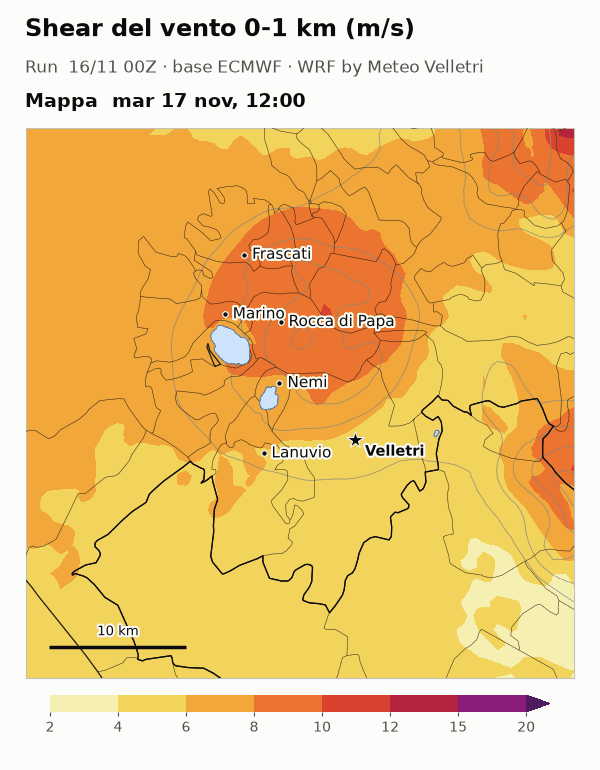 Shear del vento 0-1 km (m/s)
Run  16/11 00Z · base ECMWF · WRF by Meteo Velletri
Mappa  mar 17 nov, 12:00
Frascati
Marino
Rocca di Papa
Nemi
Velletri
Lanuvio
10 km
2 4 6 8 10 12 15 20